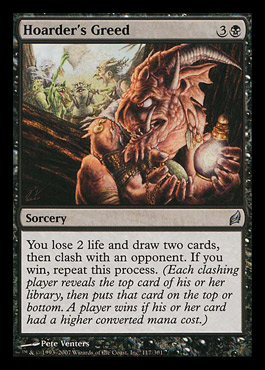 Hoarder's Greed 3
Sorcery
You lose 2 life and draw two cards,
then clash with an opponent. If you
win, repeat this process. (Each clashing
player reveals the top card of his or her
library, then puts that card on the top or
bottom. A player wins if his or her card
had a higher converted mana cost.)
Pete Venters
™ & © 1993-2007 Wizards of the Coast, Inc. 117/301